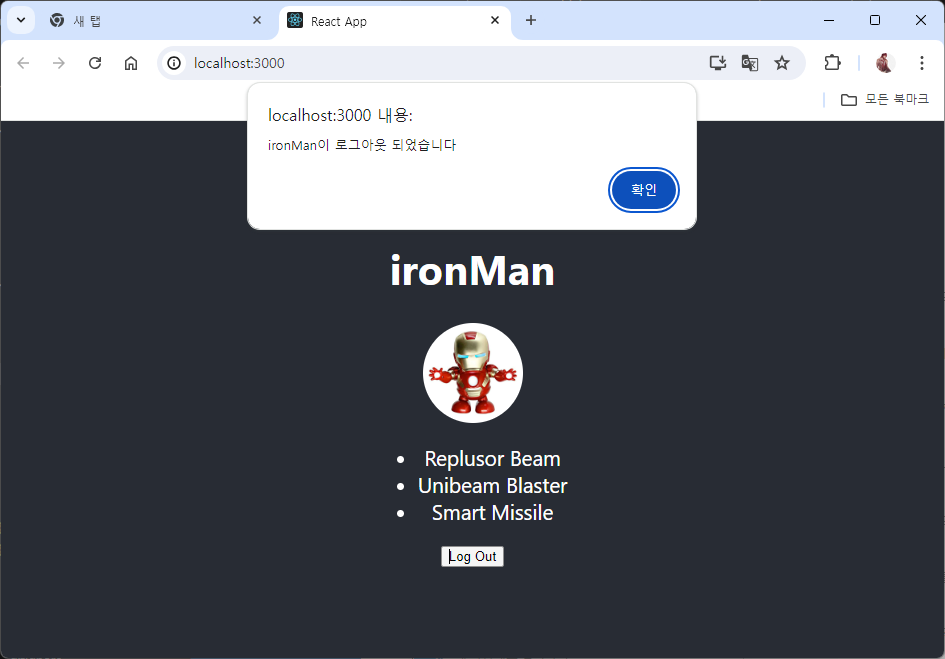 새 탭
React App
localhost:3000
모든 북마크
localhost:3000 내용:
ironMan이 로그아웃 되었습니다
확인
ironMan
Replusor Beam
Unibeam Blaster
Smart Missile
Log Out